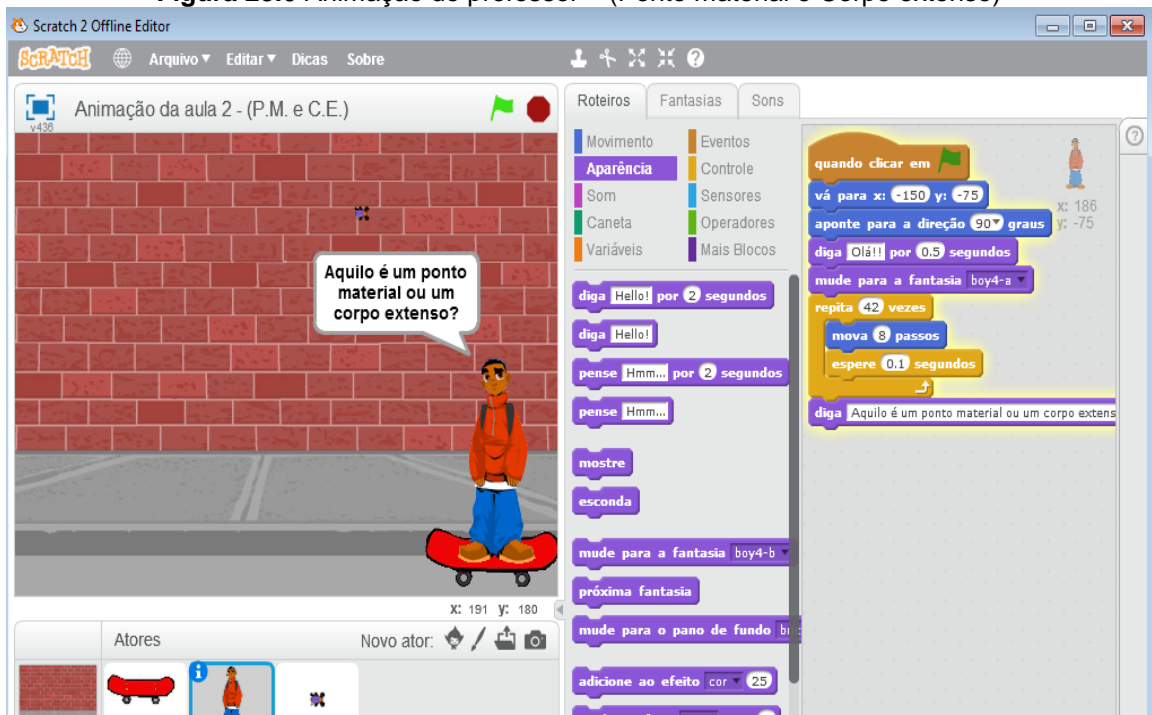 Scratch 2 Offline Editor
SCRATCH Arquivo Editar Dicas Sobre
v436
Animação da aula 2 - (P.M. e C.E.)
Aquilo é um ponto
material ou um
corpo extenso?
X: 191 y: 180
Atores
Novo ator:
Roteiros Fantasias Sons
Movimento Eventos
Aparência Controle
Som Sensores
Caneta Operadores
Variáveis Mais Blocos
diga Hello! por 2 segundos
diga Hello!
pense Hmm... por 2 segundos
pense Hmm...
mostre
esconda
mude para a fantasia boy4-b
próxima fantasia
mude para o pano de fundo
adicione ao efeito cor 25
quando clicar em
vá para x: -150 y: -75
aponte para a direção 90 graus
diga Olá!! por 0.5 segundos
mude para a fantasia boy4-a
repita 42 vezes
mova 8 passos
espere 0.1 segundos
diga Aquilo é um ponto material ou um corpo extens
x: 186
y: -75